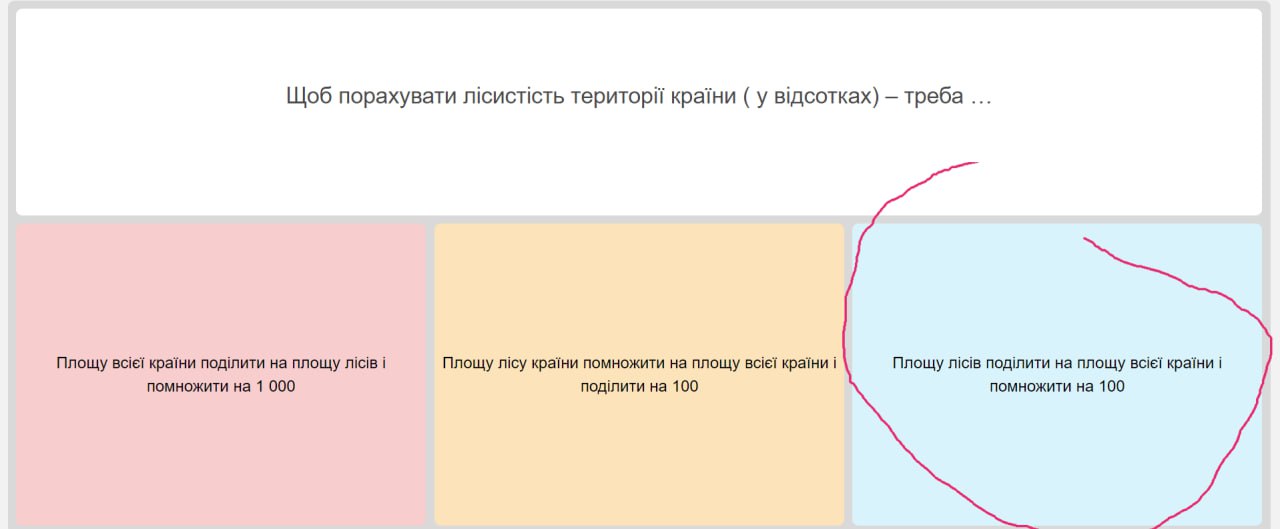 Щоб порахувати лісистість території країни ( у відсотках) – треба …
Площу всієї країни поділити на площу лісів і
помножити на 1 000
Площу лісу країни помножити на площу всієї країни і
поділити на 100
Площу лісів поділити на площу всієї країни і
помножити на 100